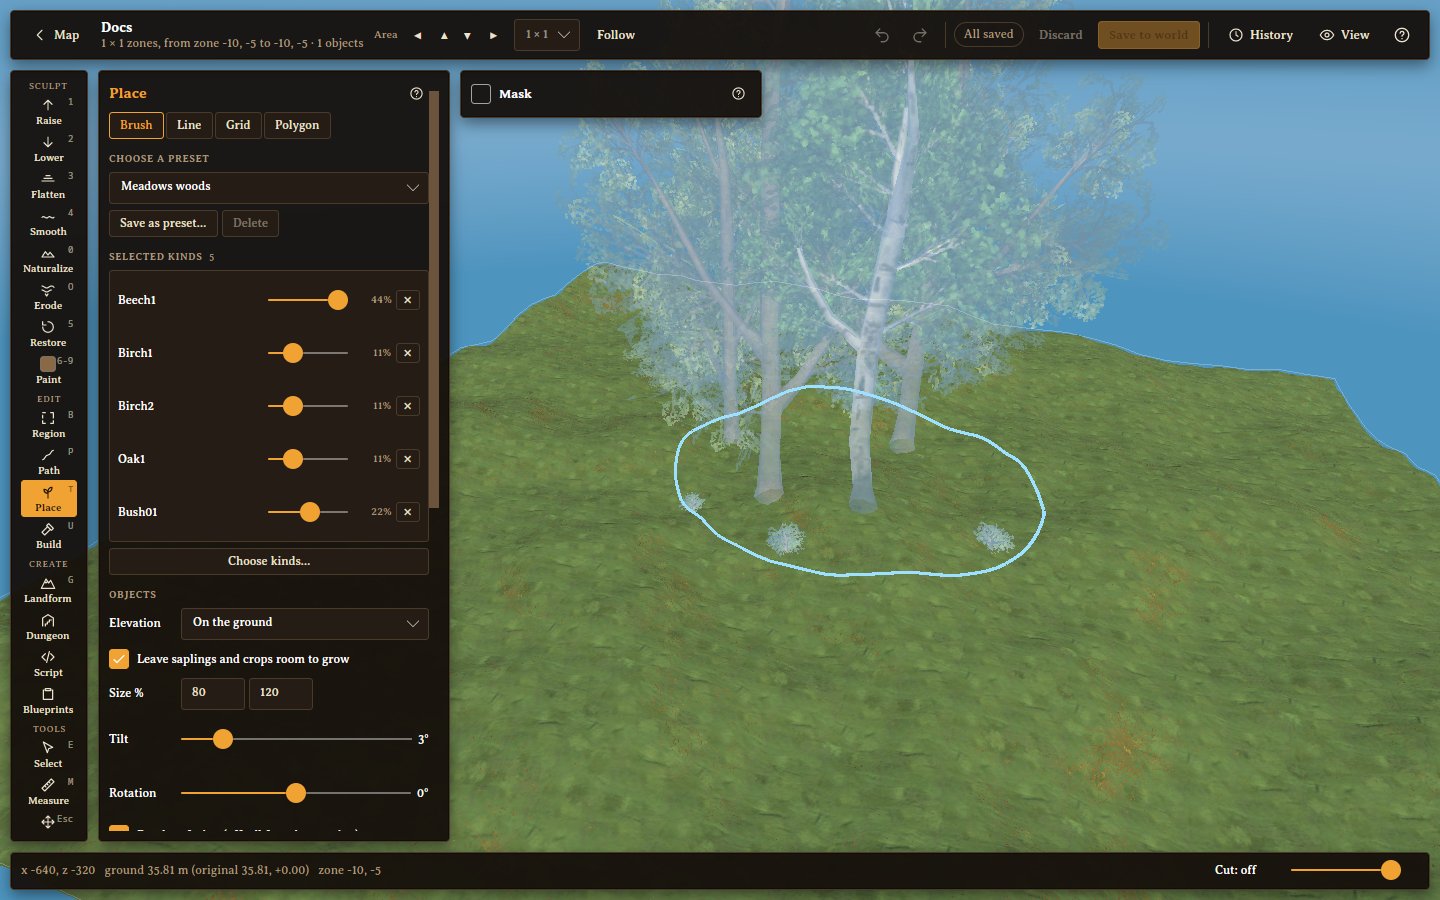 Map
Docs
1 × 1 zones, from zone -10, -5 to -10, -5 · 1 objects
Area
1 × 1
Follow
All saved
Discard
Save to world
History
View
SCULPT
Raise 1
Lower 2
Flatten 3
Smooth 4
Naturalize 0
Erode O
Restore 5
Paint 6-9
EDIT
Region B
Path P
Place T
Build U
CREATE
Landform G
Dungeon
Script
Blueprints
TOOLS
Select E
Measure M
Esc
Place
Brush
Line
Grid
Polygon
CHOOSE A PRESET
Meadows woods
Save as preset...
Delete
SELECTED KINDS 5
Beech1 44%
Birch1 11%
Birch2 11%
Oak1 11%
Bush01 22%
Choose kinds...
OBJECTS
Elevation
On the ground
Leave saplings and crops room to grow
Size % 80 120
Tilt 3°
Rotation 0°
Mask
x -640, z -320 ground 35.81 m (original 35.81, +0.00) zone -10, -5
Cut: off